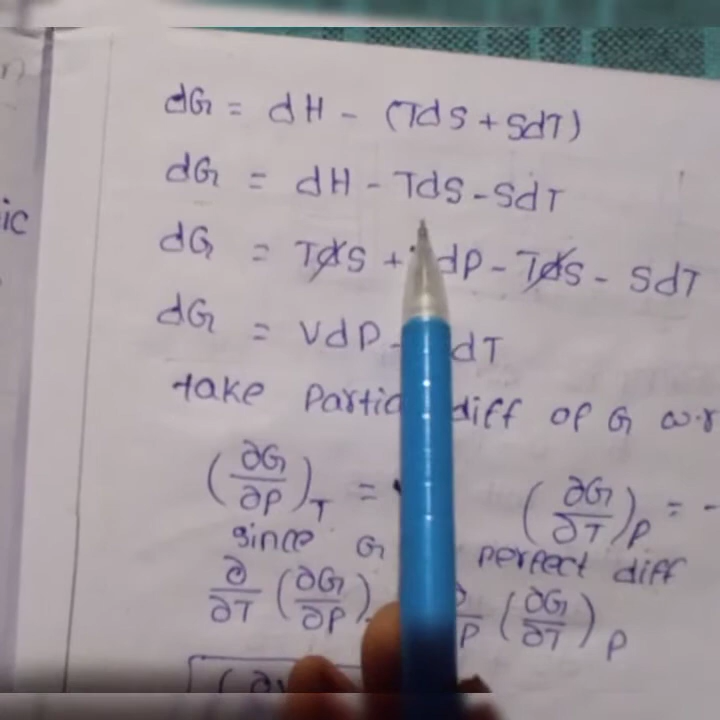 ic
dG = dH - (TdS + SdT)
dG = dH - TdS - SdT
dG = TdS + dP - TdS - SdT
dG = VdP - dT
take partia diff of G w.r
(∂G/∂P)T = (∂G/∂T)P = -
since G perfect diff
∂/∂T (∂G/∂P) (∂G/∂T)P